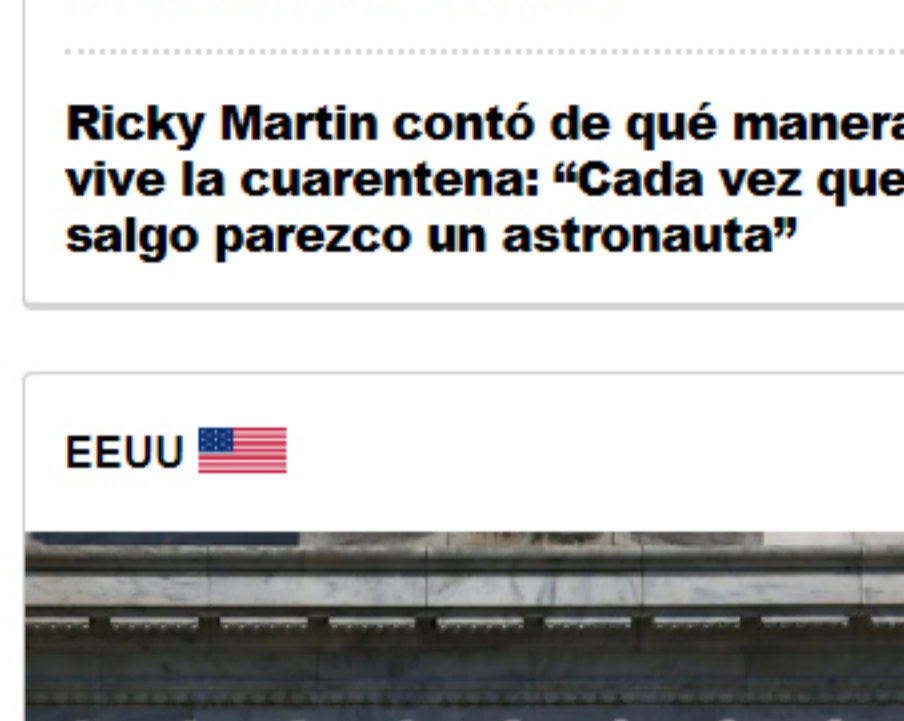 Ricky Martin contó de qué manera
vive la cuarentena: “Cada vez que
salgo parezco un astronauta”
EEUU